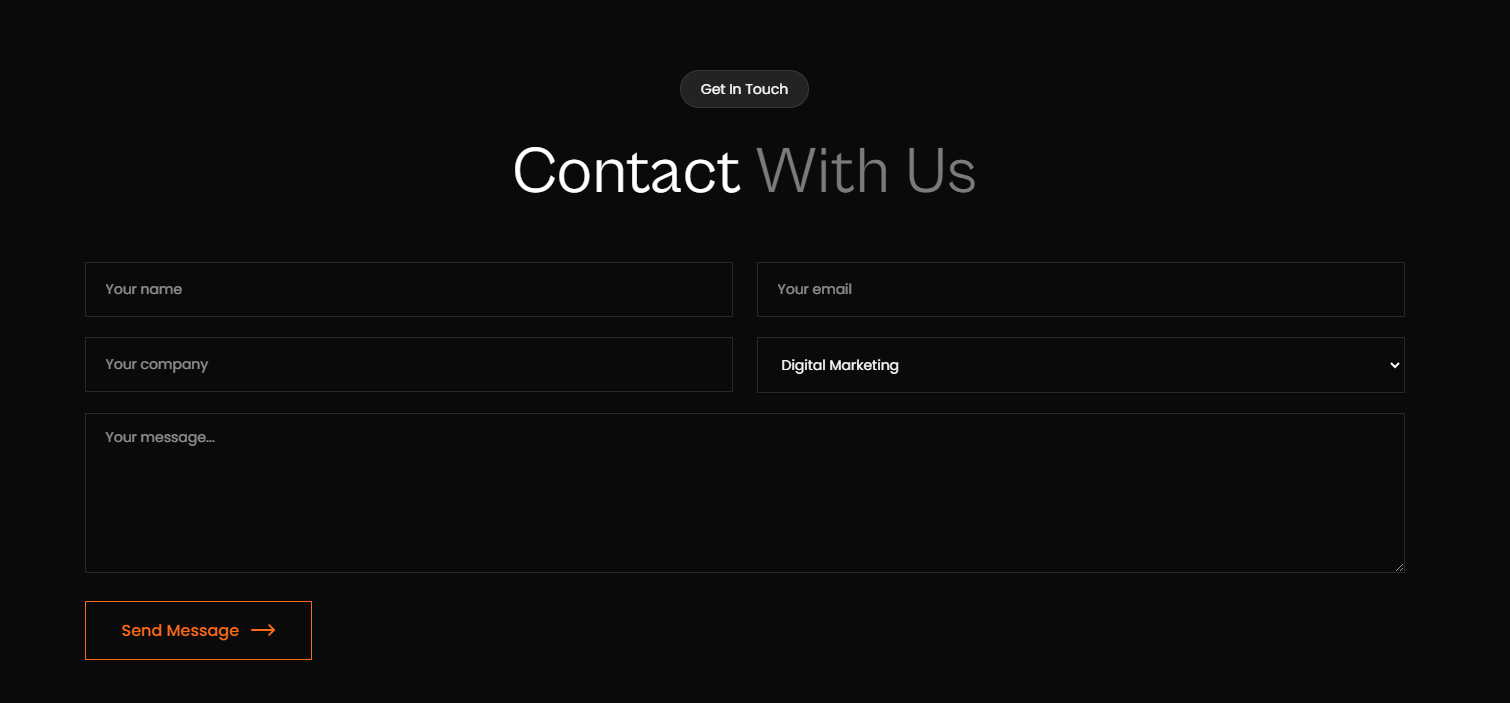 Get In Touch
Contact With Us
Your name
Your email
Your company
Digital Marketing
Your message...
Send Message